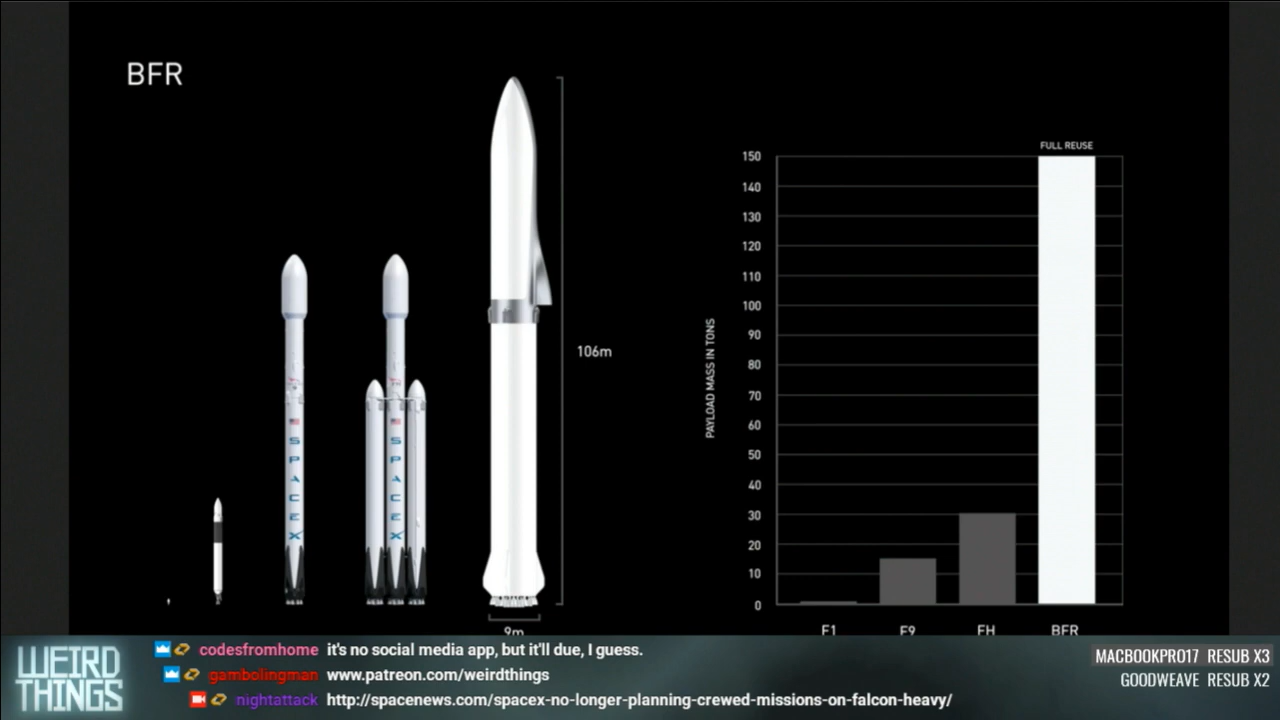 BFR
106m
9m
FULL REUSE
150
140
130
120
110
100
90
80
70
60
50
40
30
20
10
0
PAYLOAD MASS IN TONS
F1
F9
FH
BFR
SPACEX
SPACEX
WEIRD
THINGS
codesfromhome it's no social media app, but it'll due, I guess.
gambolingman www.patreon.com/weirdthings
nightattack http://spacenews.com/spacex-no-longer-planning-crewed-missions-on-falcon-heavy/
MACBOOKPRO17 RESUB X3
GOODWEAVE RESUB X2